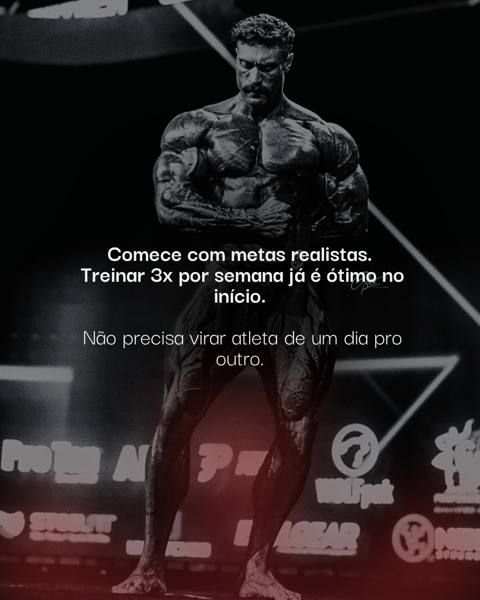 Comece com metas realistas.
Treinar 3x por semana já é ótimo no
início.
Não precisa virar atleta de um dia pro
outro.